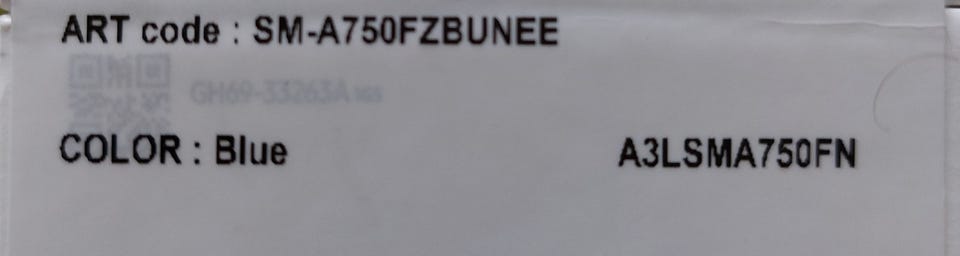 ART code : SM-A750FZBUNEE
GH69-33263A
COLOR : Blue
A3LSMA750FN